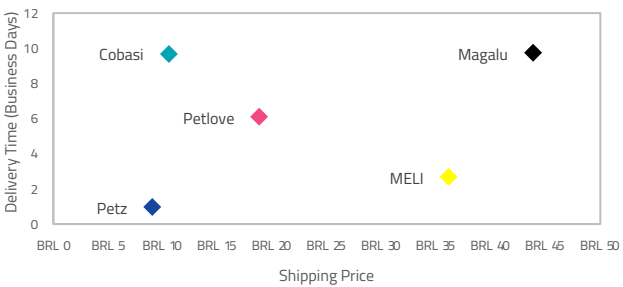 Delivery Time (Business Days)
12
10
8
6
4
2
0
Cobasi
Magalu
Petlove
MELI
Petz
BRL 0 BRL 5 BRL 10 BRL 15 BRL 20 BRL 25 BRL 30 BRL 35 BRL 40 BRL 45 BRL 50
Shipping Price